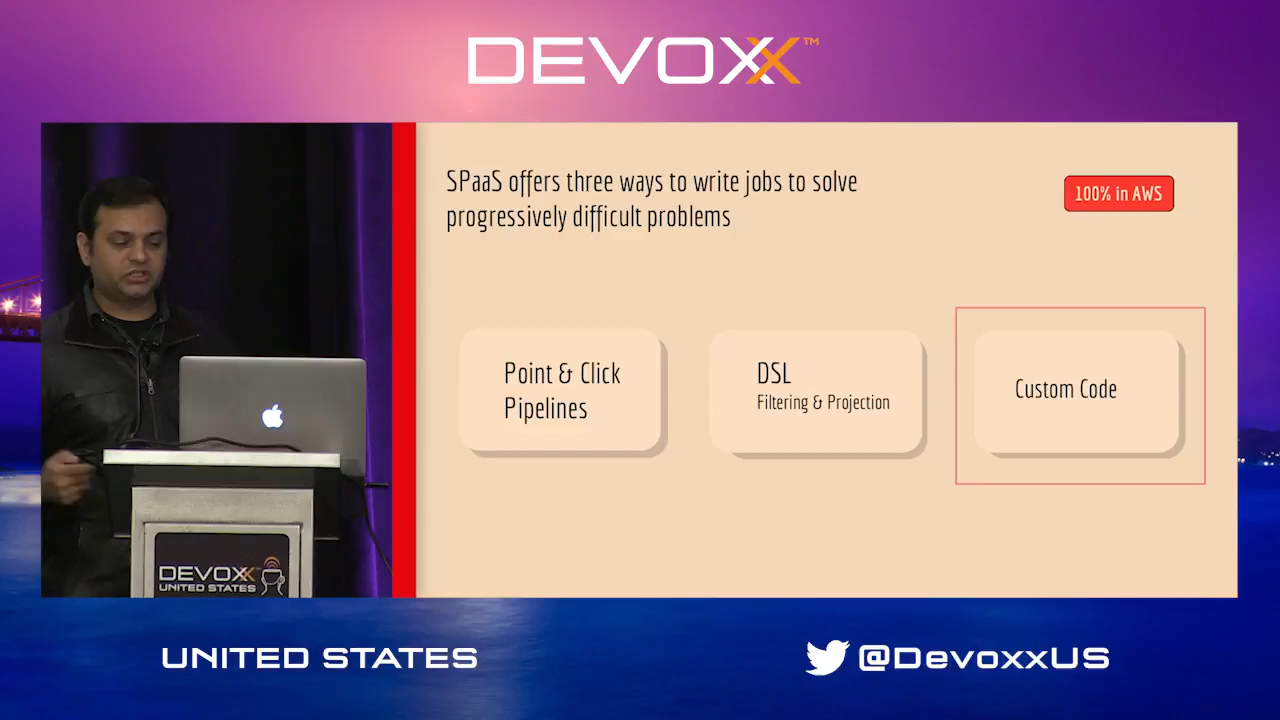 DEVOXX™
SPaaS offers three ways to write jobs to solve
progressively difficult problems
100% in AWS
Point & Click
Pipelines
DSL
Filtering & Projection
Custom Code
DEVOXX™
UNITED STATES
UNITED STATES
@DevoxxUS